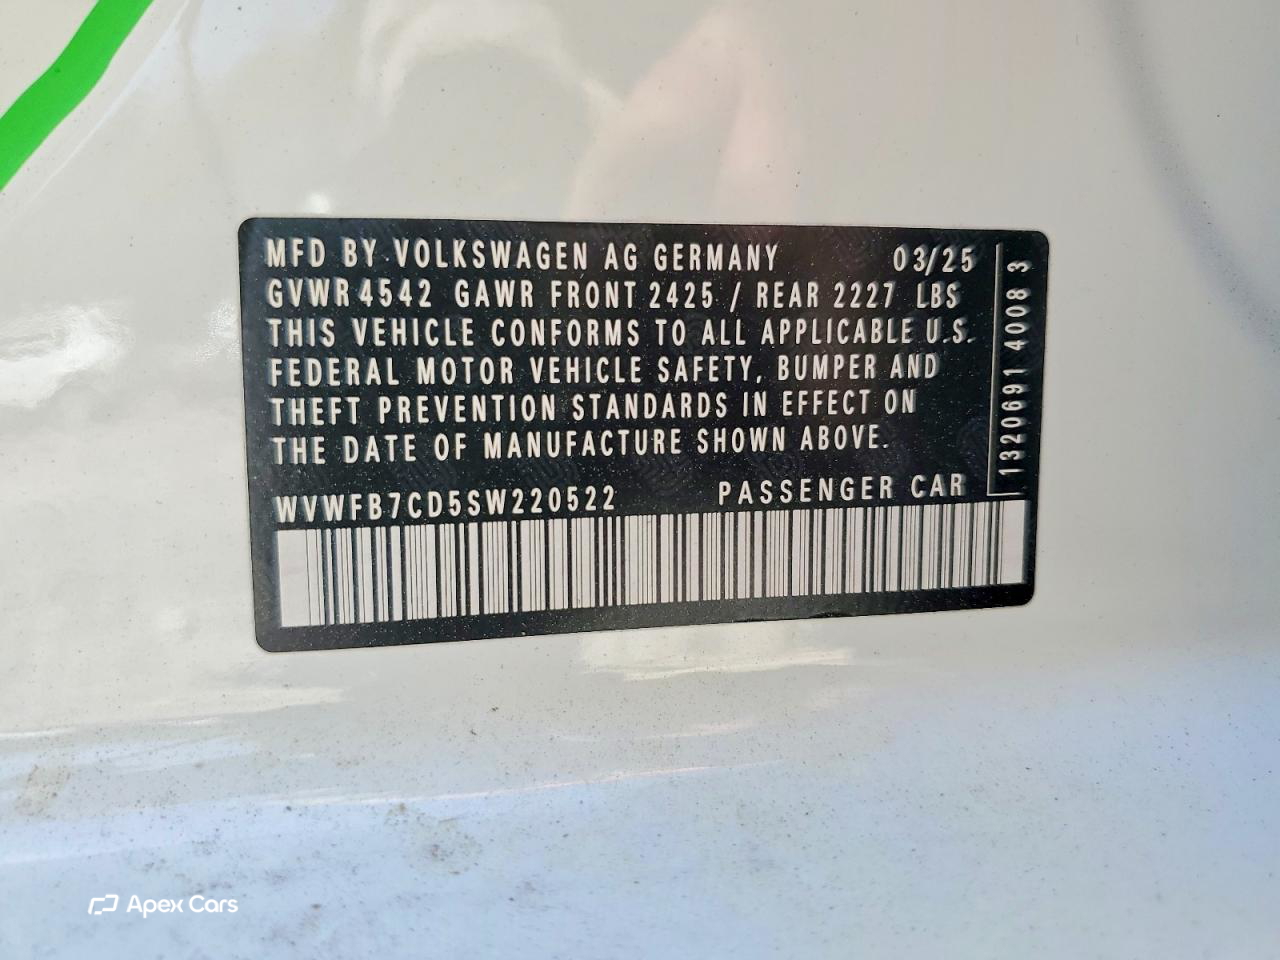 MFD BY VOLKSWAGEN AG GERMANY 03/25
GVWR 4542 GAWR FRONT 2425 / REAR 2227 LBS
THIS VEHICLE CONFORMS TO ALL APPLICABLE U.S.
FEDERAL MOTOR VEHICLE SAFETY, BUMPER AND
THEFT PREVENTION STANDARDS IN EFFECT ON
THE DATE OF MANUFACTURE SHOWN ABOVE.
WVWFB7CD5SW220522 PASSENGER CAR
1320691 4008 3
Apex Cars